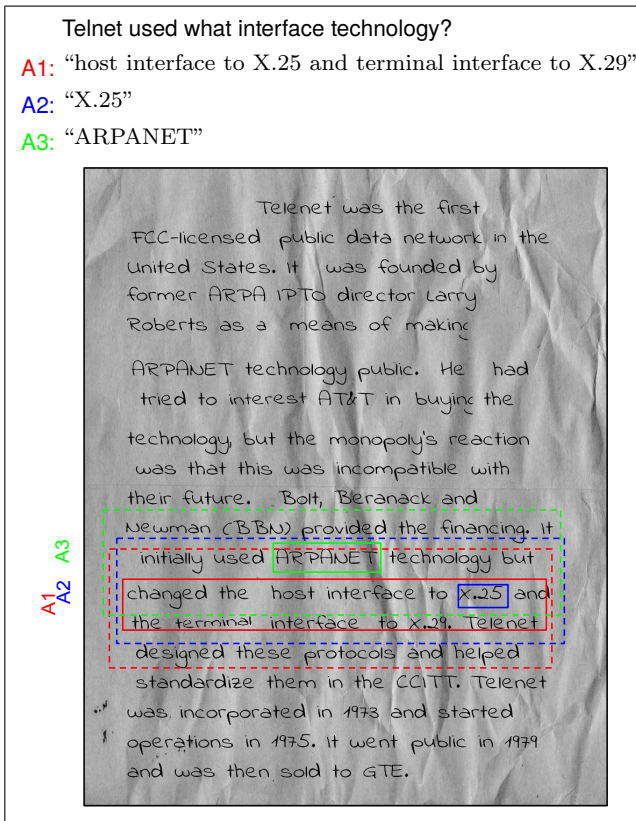 Telnet used what interface technology?
A1: “host interface to X.25 and terminal interface to X.29”
A2: “X.25”
A3: “ARPANET”
Telenet was the first
FCC-licensed public data network in the
United States. It was founded by
former ARPA IPTO director Larry
Roberts as a means of making
ARPANET technology public. He had
tried to interest AT&T in buying the
technology, but the monopoly's reaction
was that this was incompatible with
their future. Bolt, Beranack and
Newman (BBN) provided the financing. It
initially used ARPANET technology but
changed the host interface to X.25 and
the terminal interface to X.29. Telenet
designed these protocols and helped
standardize them in the CCITT. Telenet
was incorporated in 1973 and started
operations in 1975. It went public in 1979
and was then sold to GTE.
A3
A1
A2